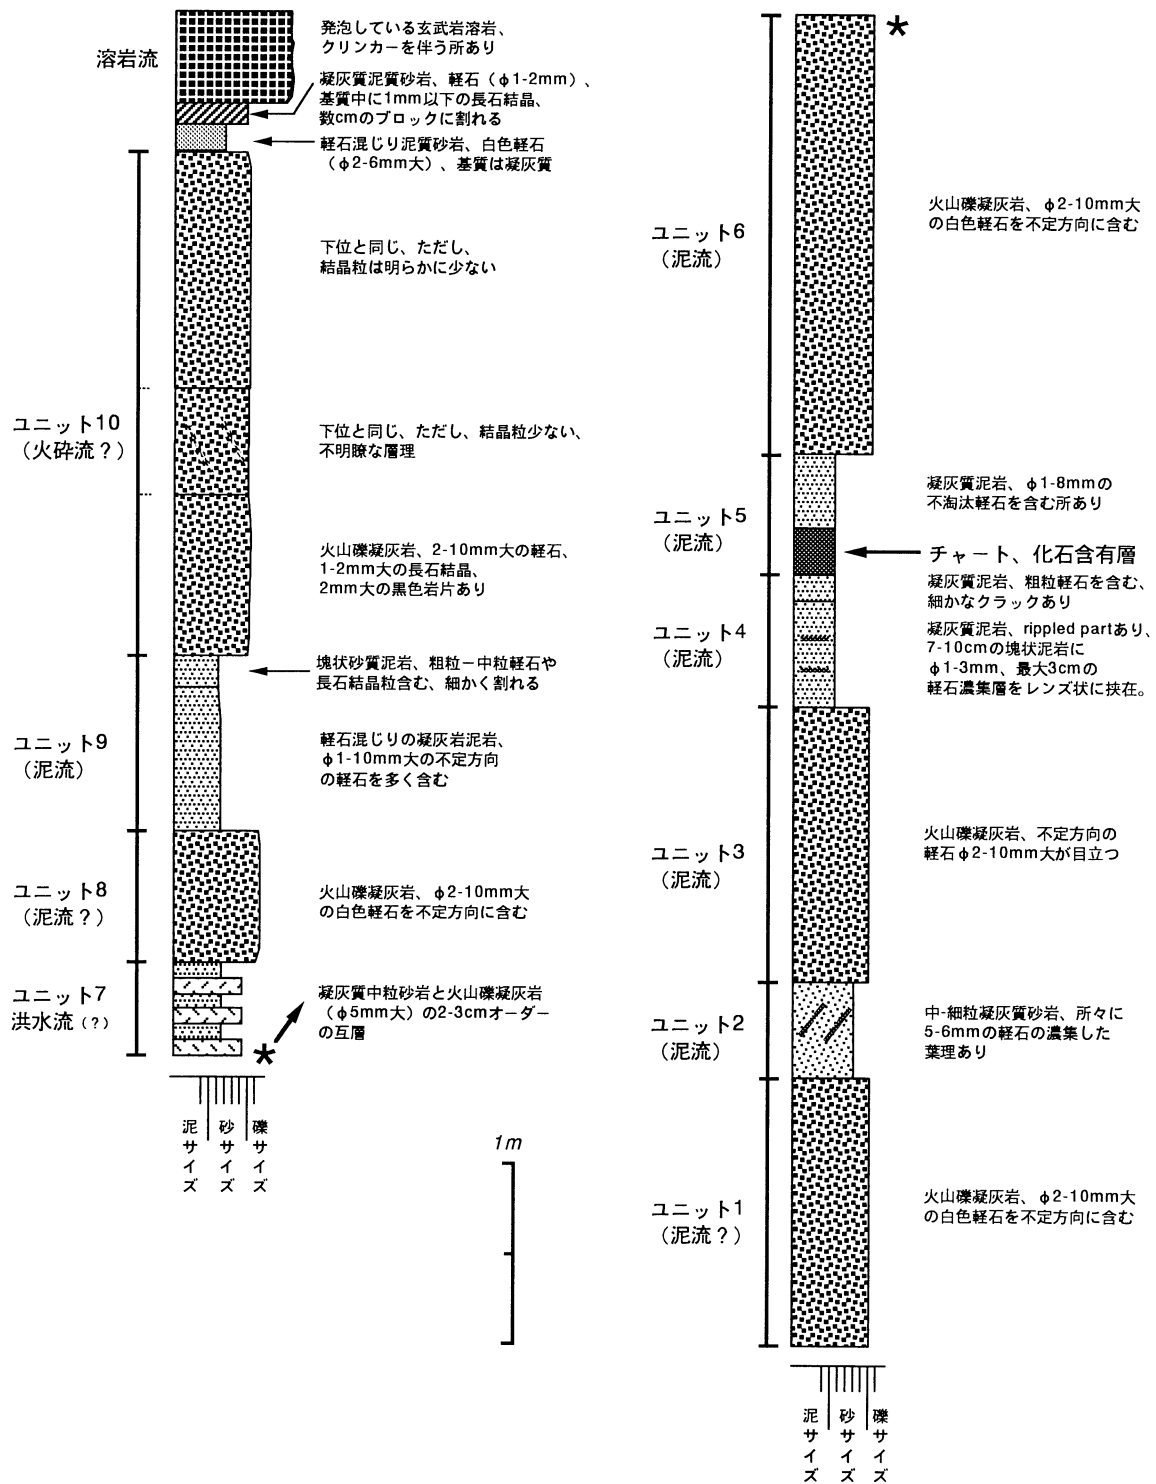 溶岩流
発泡している玄武岩溶岩、
クリンカーを伴う所あり
凝灰質泥質砂岩、軽石（φ1-2mm）、
基質中に1mm以下の長石結晶、
数cmのブロックに割れる
軽石混じり泥質砂岩、白色軽石
（φ2-6mm大）、基質は凝灰質
下位と同じ、ただし、
結晶粒は明らかに少ない
ユニット10
（火砕流？）
下位と同じ、ただし、結晶粒少ない、
不明瞭な層理
火山礫凝灰岩、2-10mm大の軽石、
1-2mm大の長石結晶、
2mm大の黒色岩片あり
塊状砂質泥岩、粗粒－中粒軽石や
長石結晶粒含む、細かく割れる
ユニット9
（泥流）
軽石混じりの凝灰岩泥岩、
φ1-10mm大の不定方向
の軽石を多く含む
ユニット8
（泥流？）
火山礫凝灰岩、φ2-10mm大
の白色軽石を不定方向に含む
ユニット7
洪水流（?）
凝灰質中粒砂岩と火山礫凝灰岩
（φ5mm大）の2-3cmオーダー
の互層
*
泥サイズ
砂サイズ
礫サイズ
1m
*
ユニット6
（泥流）
火山礫凝灰岩、φ2-10mm大
の白色軽石を不定方向に含む
ユニット5
（泥流）
凝灰質泥岩、φ1-8mmの
不淘汰軽石を含む所あり
チャート、化石含有層
凝灰質泥岩、粗粒軽石を含む、
細かなクラックあり
ユニット4
（泥流）
凝灰質泥岩、rippled partあり、
7-10cmの塊状泥岩に
φ1-3mm、最大3cmの
軽石濃集層をレンズ状に挟在。
ユニット3
（泥流）
火山礫凝灰岩、不定方向の
軽石φ2-10mm大が目立つ
ユニット2
（泥流）
中-細粒凝灰質砂岩、所々に
5-6mmの軽石の濃集した
葉理あり
ユニット1
（泥流？）
火山礫凝灰岩、φ2-10mm大
の白色軽石を不定方向に含む
泥サイズ
砂サイズ
礫サイズ